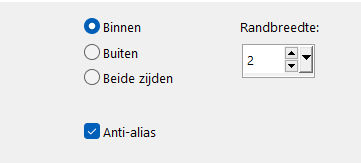 Binnen
Randbreedte:
Buiten
2
Beide zijden
Anti-alias